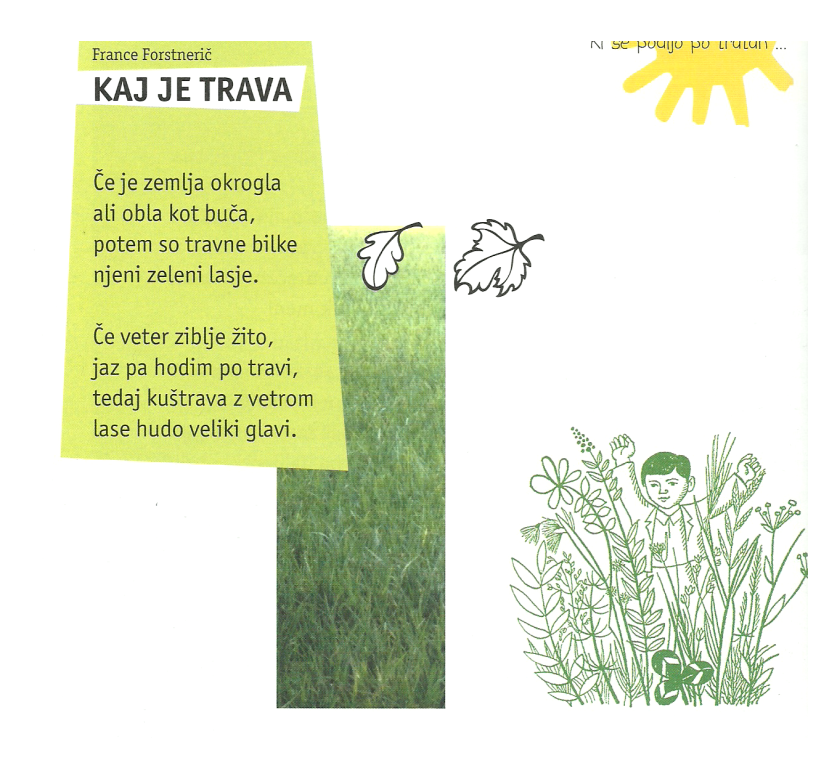 France Forstnerič
KAJ JE TRAVA
Če je zemlja okrogla
ali obla kot buča,
potem so travne bilke
njeni zeleni lasje.
Če veter ziblje žito,
jaz pa hodim po travi,
tedaj kuštrava z vetrom
lase hudo veliki glavi.
ki se podijo po tratah ...